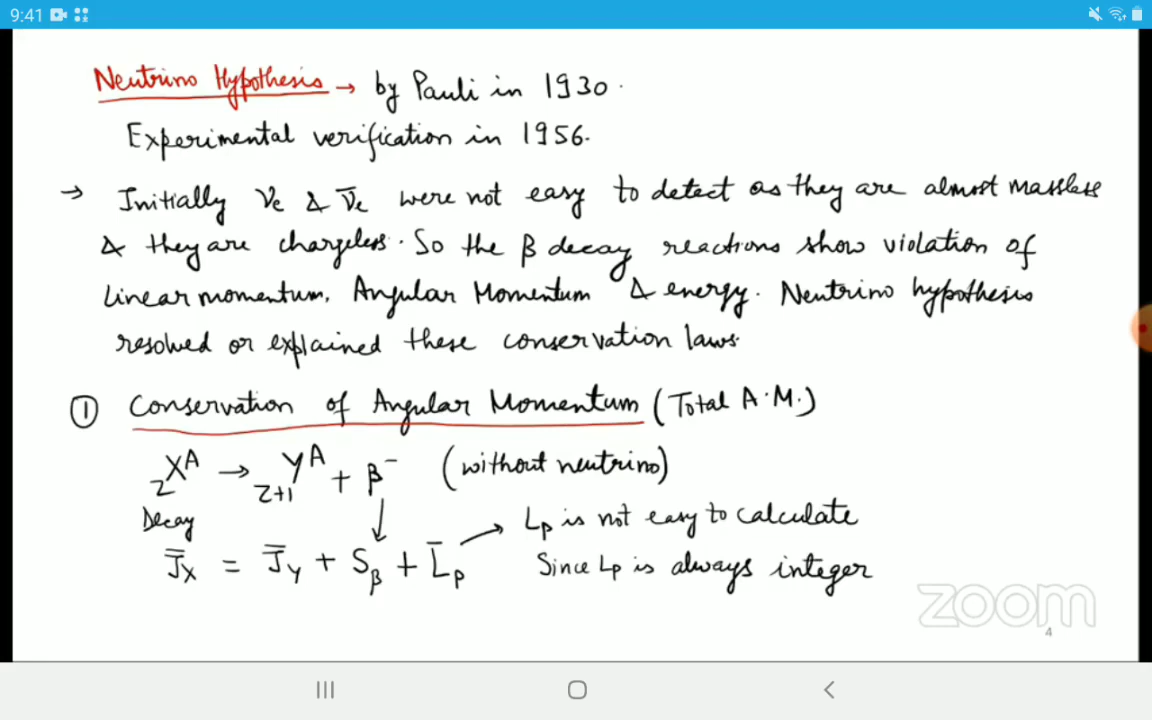 9:41
Neutrino Hypothesis → by Pauli in 1930.
Experimental verification in 1956.
→ Initially νe & ν̅e were not easy to detect as they are almost massless
& they are chargeless. So the β decay reactions show violation of
linear momentum, Angular Momentum & energy. Neutrino hypothesis
resolved or explained these conservation laws.
① Conservation of Angular Momentum (Total A.M.)
zX^A → z+1Y^A + β⁻ (without neutrino)
Decay
J̅x = J̅y + Sβ + L̅p → Lp is not easy to calculate
Since Lp is always integer
zoom
4